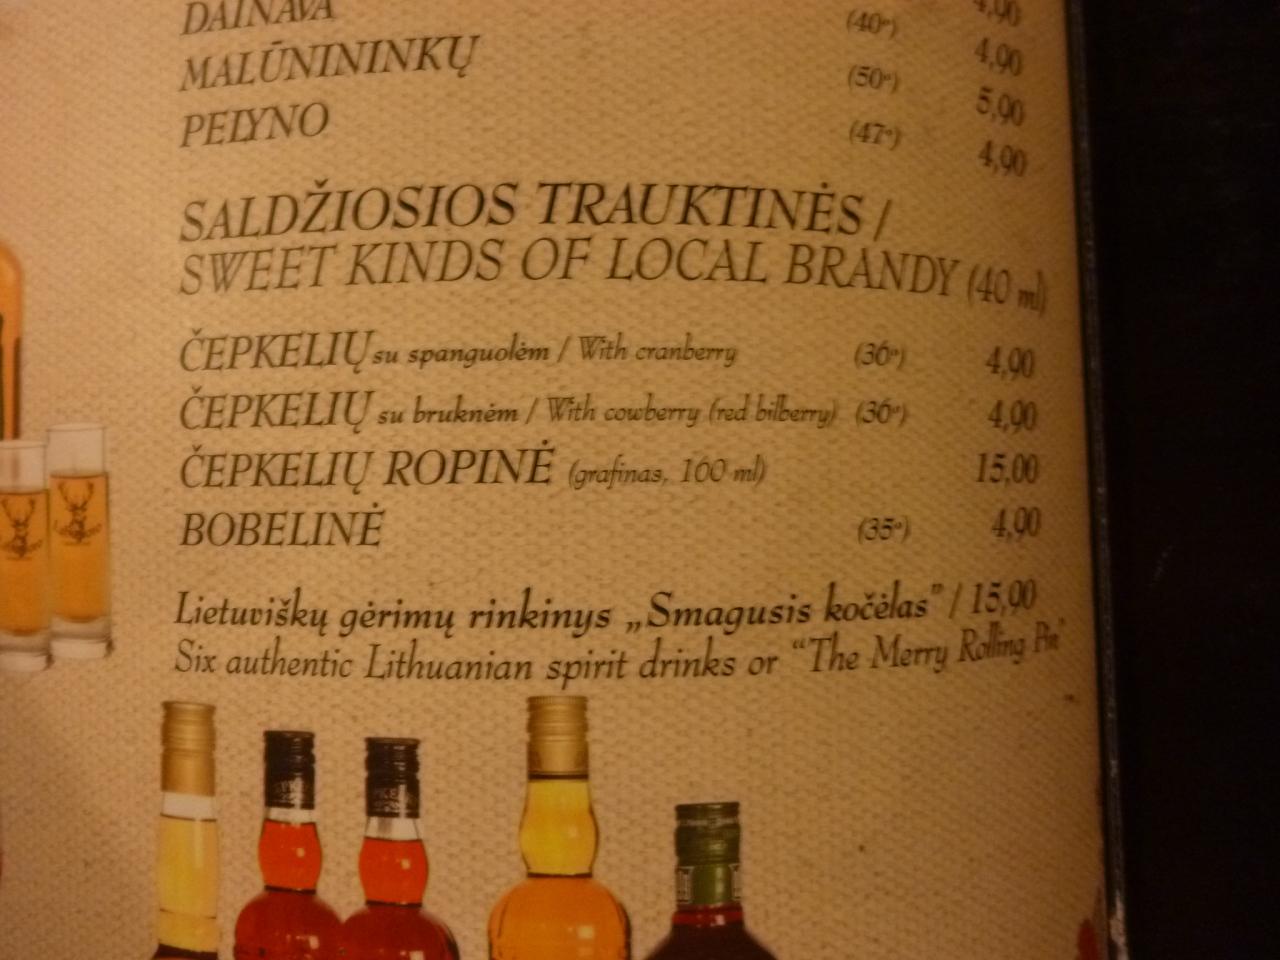 DAINAVA (40°) 4,90
MALŪNININKŲ (50°) 4,90
PELYNO (47°) 5,90
4,90
SALDŽIOSIOS TRAUKTINĖS /
SWEET KINDS OF LOCAL BRANDY (40 ml)
ČEPKELIŲ su spanguolėm / With cranberry (36°) 4,90
ČEPKELIŲ su bruknėm / With cowberry (red bilberry) (36°) 4,90
ČEPKELIŲ ROPINĖ (grafinas, 160 ml) 15,00
BOBELINĖ (35°) 4,90
Lietuviškų gėrimų rinkinys „Smagusis kočėlas” / 15,90
Six authentic Lithuanian spirit drinks or “The Merry Rolling Pin”